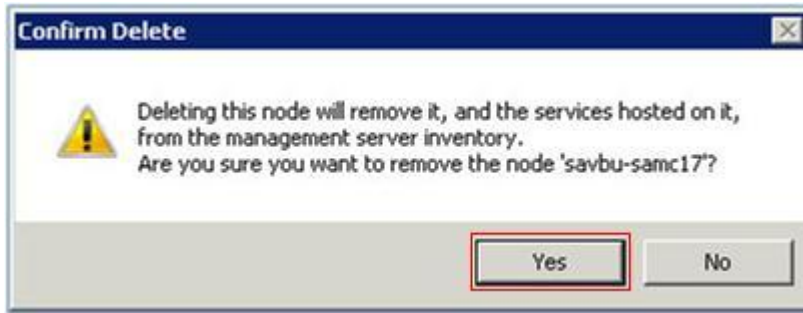 Confirm Delete
Deleting this node will remove it, and the services hosted on it,
from the management server inventory.
Are you sure you want to remove the node 'savbu-samc17'?
Yes
No